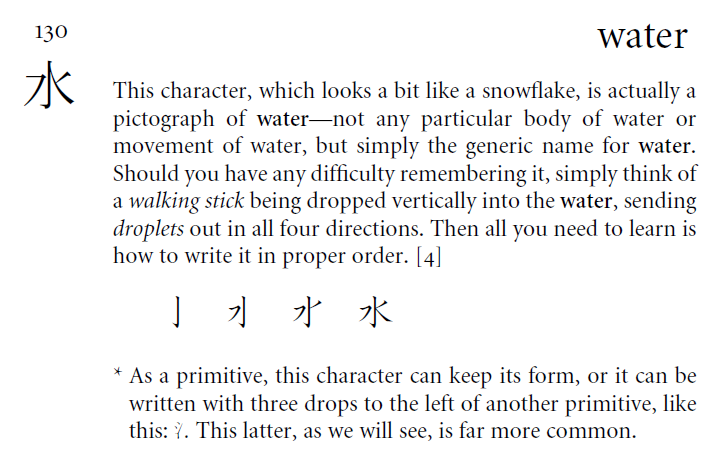 130
water
水
This character, which looks a bit like a snowflake, is actually a
pictograph of water—not any particular body of water or
movement of water, but simply the generic name for water.
Should you have any difficulty remembering it, simply think of
a walking stick being dropped vertically into the water, sending
droplets out in all four directions. Then all you need to learn is
how to write it in proper order. [4]
亅 水
* As a primitive, this character can keep its form, or it can be
written with three drops to the left of another primitive, like
this: 氵. This latter, as we will see, is far more common.